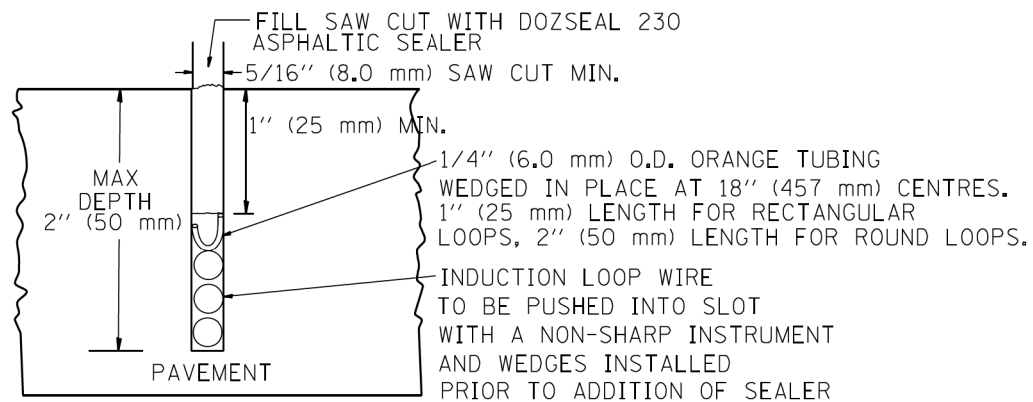 FILL SAW CUT WITH DOZSEAL 230
ASPHALTIC SEALER
5/16'' (8.0 mm) SAW CUT MIN.
1'' (25 mm) MIN.
MAX
DEPTH
2'' (50 mm)
1/4'' (6.0 mm) O.D. ORANGE TUBING
WEDGED IN PLACE AT 18'' (457 mm) CENTRES.
1'' (25 mm) LENGTH FOR RECTANGULAR
LOOPS, 2'' (50 mm) LENGTH FOR ROUND LOOPS.
INDUCTION LOOP WIRE
TO BE PUSHED INTO SLOT
WITH A NON-SHARP INSTRUMENT
AND WEDGES INSTALLED
PRIOR TO ADDITION OF SEALER
PAVEMENT